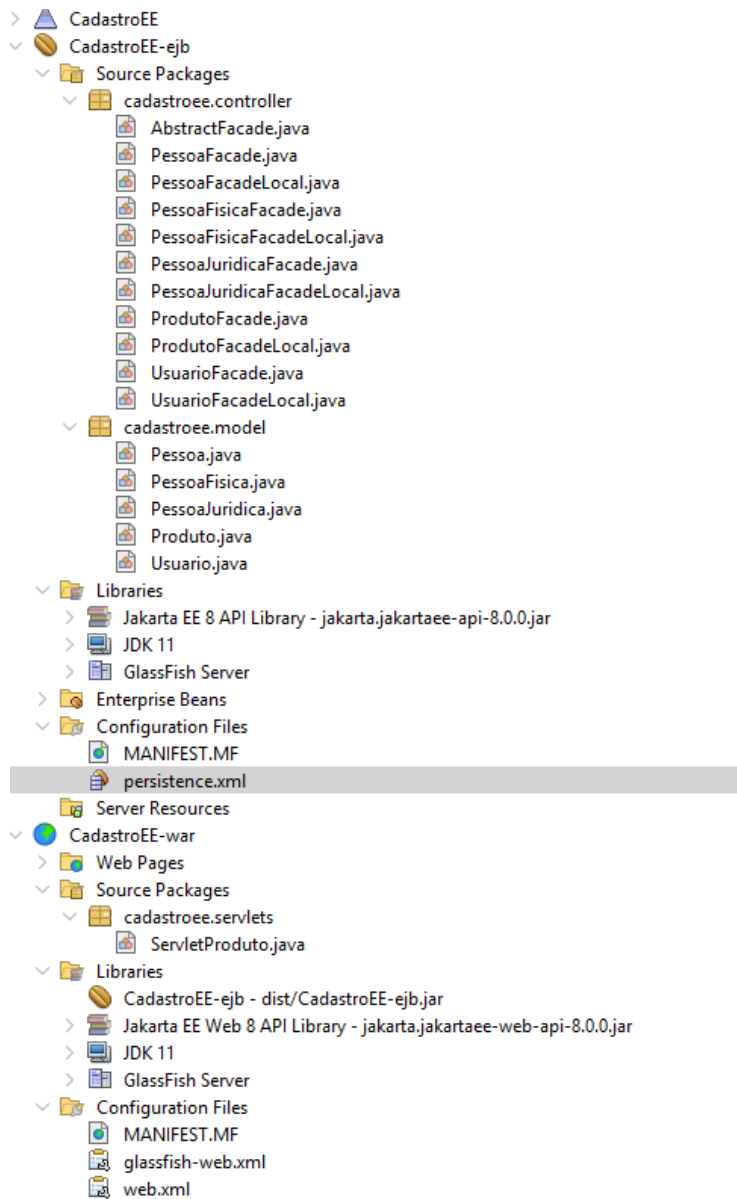 CadastroEE
CadastroEE-ejb
Source Packages
cadastroee.controller
AbstractFacade.java
PessoaFacade.java
PessoaFacadeLocal.java
PessoaFisicaFacade.java
PessoaFisicaFacadeLocal.java
PessoaJuridicaFacade.java
PessoaJuridicaFacadeLocal.java
ProdutoFacade.java
ProdutoFacadeLocal.java
UsuarioFacade.java
UsuarioFacadeLocal.java
cadastroee.model
Pessoa.java
PessoaFisica.java
PessoaJuridica.java
Produto.java
Usuario.java
Libraries
Jakarta EE 8 API Library - jakarta.jakartaee-api-8.0.0.jar
JDK 11
GlassFish Server
Enterprise Beans
Configuration Files
MANIFEST.MF
persistence.xml
Server Resources
CadastroEE-war
Web Pages
Source Packages
cadastroee.servlets
ServletProduto.java
Libraries
CadastroEE-ejb - dist/CadastroEE-ejb.jar
Jakarta EE Web 8 API Library - jakarta.jakartaee-web-api-8.0.0.jar
JDK 11
GlassFish Server
Configuration Files
MANIFEST.MF
glassfish-web.xml
web.xml